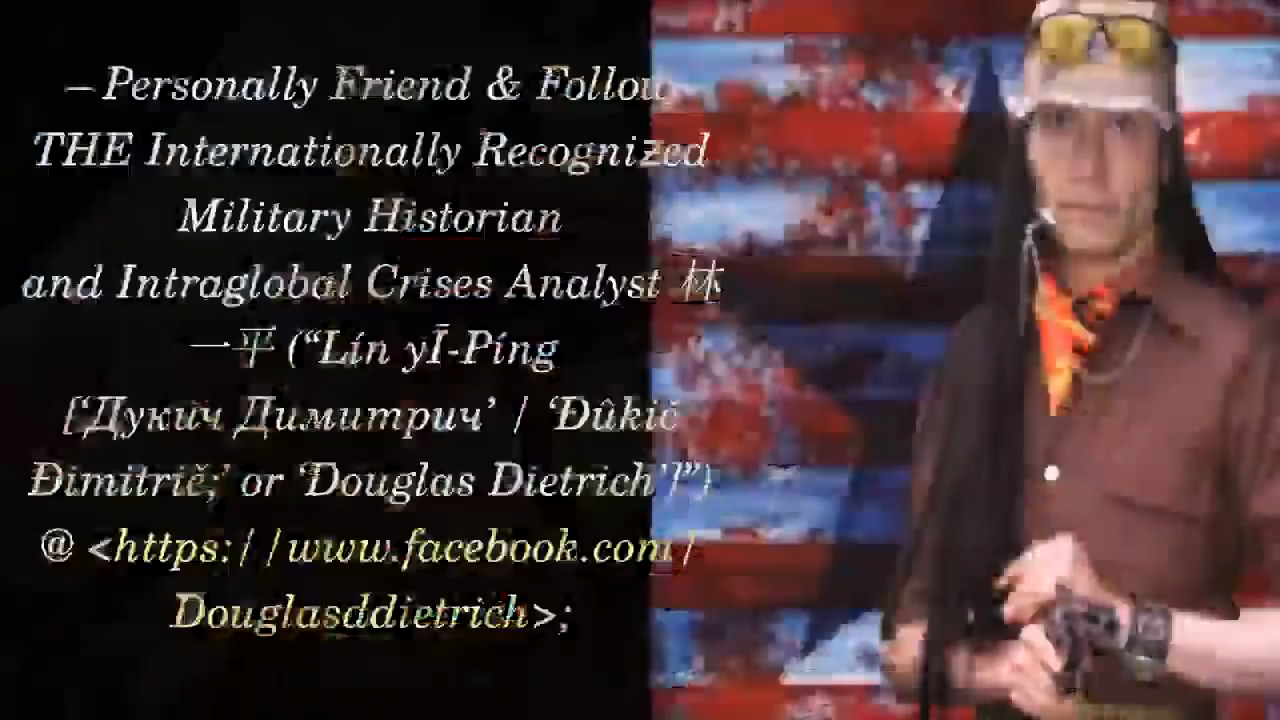 –Personally Friend & Follow
THE Internationally Recognized
Military Historian
and Intraglobal Crises Analyst 林
一平 (“Lín yĪ-Píng
[‘Дукич Димитрич’ / ‘Đûkič
Đimitrič;’ or ‘Douglas Dietrich’]”)
@ <https://www.facebook.com/
Douglasddietrich>;